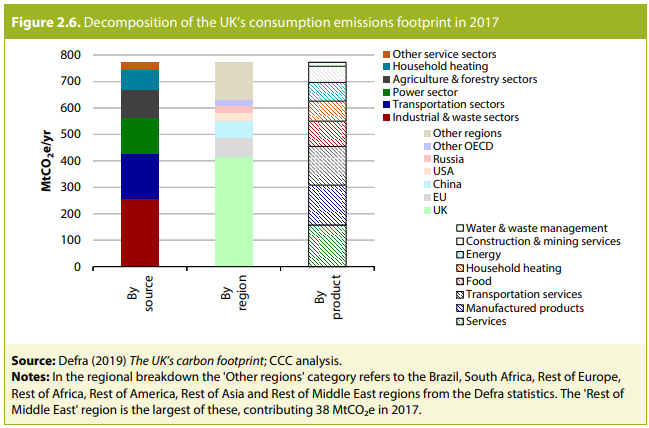 Figure 2.6. Decomposition of the UK's consumption emissions footprint in 2017
MtCO₂e/yr
800
700
600
500
400
300
200
100
0
By source
By region
By product
Other service sectors
Household heating
Agriculture & forestry sectors
Power sector
Transportation sectors
Industrial & waste sectors
Other regions
Other OECD
Russia
USA
China
EU
UK
Water & waste management
Construction & mining services
Energy
Household heating
Food
Transportation services
Manufactured products
Services
Source: Defra (2019) The UK's carbon footprint; CCC analysis.
Notes: In the regional breakdown the 'Other regions' category refers to the Brazil, South Africa, Rest of Europe,
Rest of Africa, Rest of America, Rest of Asia and Rest of Middle East regions from the Defra statistics. The 'Rest of
Middle East' region is the largest of these, contributing 38 MtCO₂e in 2017.